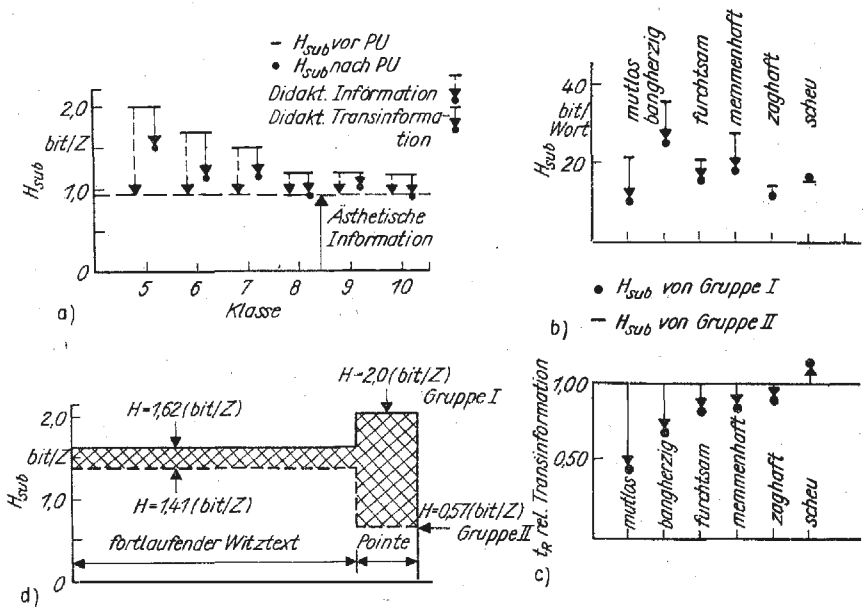 – H_sub vor PU
• H_sub nach PU
Didakt. Information
Didakt. Transinforma-
tion
2,0
bit/Z
H_sub
1,0
0
Ästhetische
Information
5 6 7 8 9 10
Klasse
a)
40
bit/
Wort
H_sub
20
mutlos
bangherzig
furchtsam
memmenhaft
zaghaft
scheu
b)
• H_sub von Gruppe I
– H_sub von Gruppe II
t_R rel. Transinformation
1,00
0,50
mutlos
bangherzig
furchtsam
memmenhaft
zaghaft
scheu
c)
H=2,0(bit/Z)
Gruppe I
H=1,62(bit/Z)
2,0
bit/Z
H_sub
1,0
0
H=1,41(bit/Z)
H=0,57(bit/Z)
Gruppe II
fortlaufender Witztext
Pointe
d)